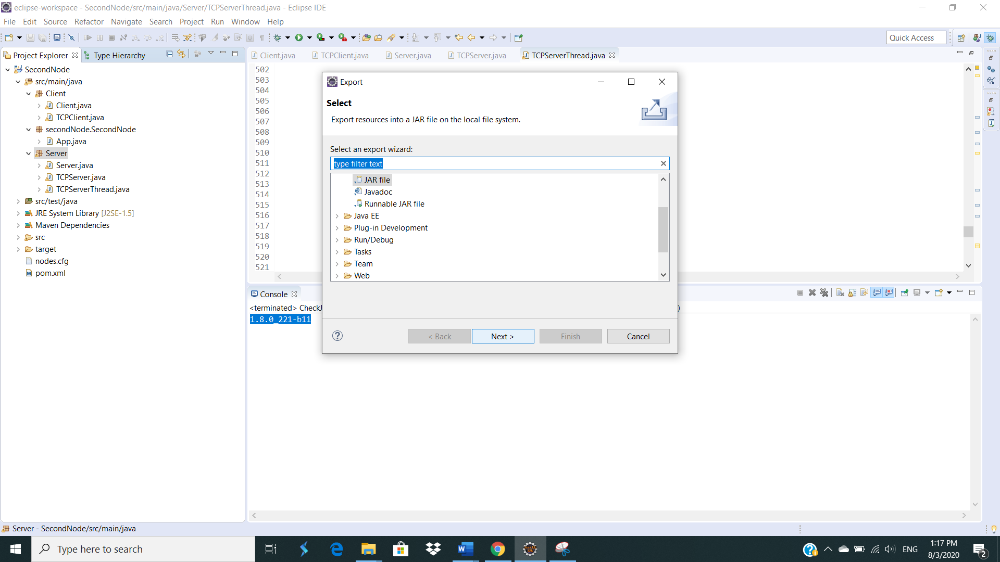 eclipse-workspace - SecondNode/src/main/java/Server/TCPServerThread.java - Eclipse IDE
File Edit Source Refactor Navigate Search Project Run Window Help
Quick Access
Project Explorer Type Hierarchy
SecondNode
src/main/java
Client
Client.java
TCPClient.java
secondNode.SecondNode
App.java
Server
Server.java
TCPServer.java
TCPServerThread.java
src/test/java
JRE System Library [J2SE-1.5]
Maven Dependencies
src
target
nodes.cfg
pom.xml
Client.java TCPClient.java Server.java TCPServer.java TCPServerThread.java
502
503
504
505
506
507
508
509
510
511
512
513
514
515
516
517
518
519
520
521
Export
Select
Export resources into a JAR file on the local file system.
Select an export wizard:
type filter text
JAR file
Javadoc
Runnable JAR file
Java EE
Plug-in Development
Run/Debug
Tasks
Team
Web
< Back Next > Finish Cancel
Console
<terminated> CheckJ
1.8.0_221-b11
Server - SecondNode/src/main/java
Type here to search
ENG
1:17 PM
8/3/2020
2